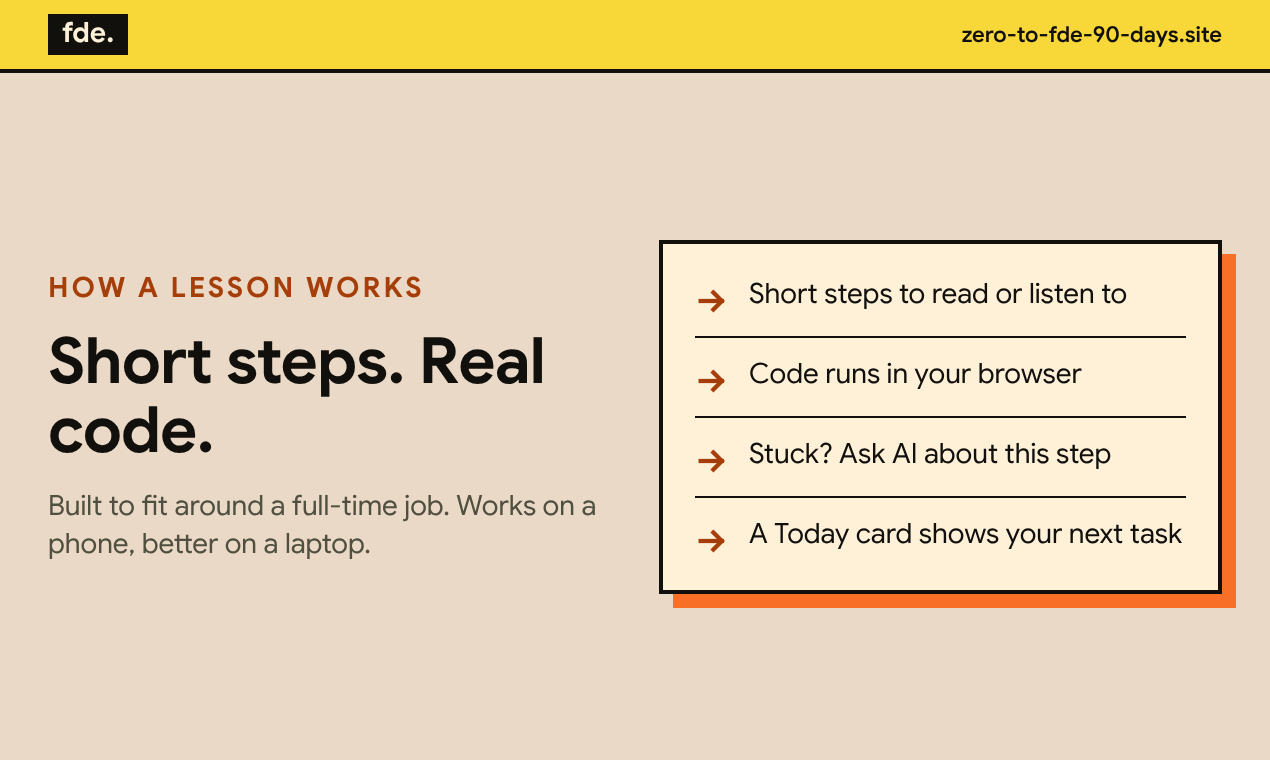 fde.
zero-to-fde-90-days.site
HOW A LESSON WORKS
Short steps. Real
code.
Built to fit around a full-time job. Works on a
phone, better on a laptop.
Short steps to read or listen to
Code runs in your browser
Stuck? Ask AI about this step
A Today card shows your next task